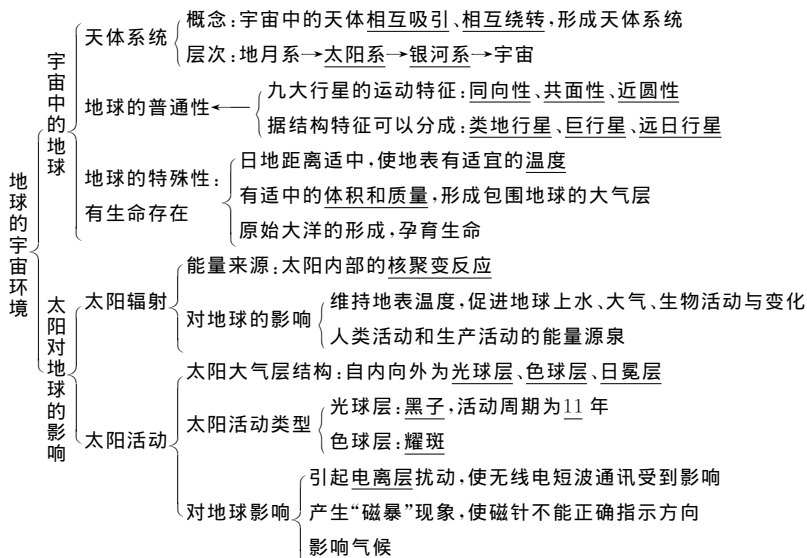 地球的宇宙环境
宇宙中的地球
天体系统
概念:宇宙中的天体相互吸引、相互绕转,形成天体系统
层次:地月系→太阳系→银河系→宇宙
地球的普通性←
九大行星的运动特征:同向性、共面性、近圆性
据结构特征可以分成:类地行星、巨行星、远日行星
地球的特殊性:
有生命存在
日地距离适中,使地表有适宜的温度
有适中的体积和质量,形成包围地球的大气层
原始大洋的形成,孕育生命
太阳对地球的影响
太阳辐射
能量来源:太阳内部的核聚变反应
对地球的影响
维持地表温度,促进地球上水、大气、生物活动与变化
人类活动和生产活动的能量源泉
太阳活动
太阳大气层结构:自内向外为光球层、色球层、日冕层
太阳活动类型
光球层:黑子,活动周期为11年
色球层:耀斑
对地球影响
引起电离层扰动,使无线电短波通讯受到影响
产生“磁暴”现象,使磁针不能正确指示方向
影响气候